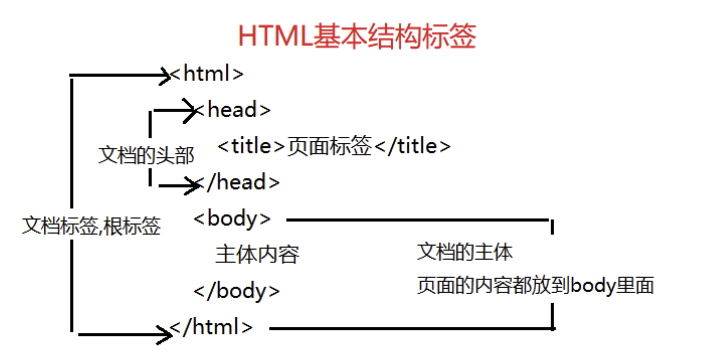 HTML基本结构标签
<html>
<head>
<title>页面标签</title>
文档的头部
</head>
文档标签,根标签
<body>
主体内容
文档的主体
页面的内容都放到body里面
</body>
</html>